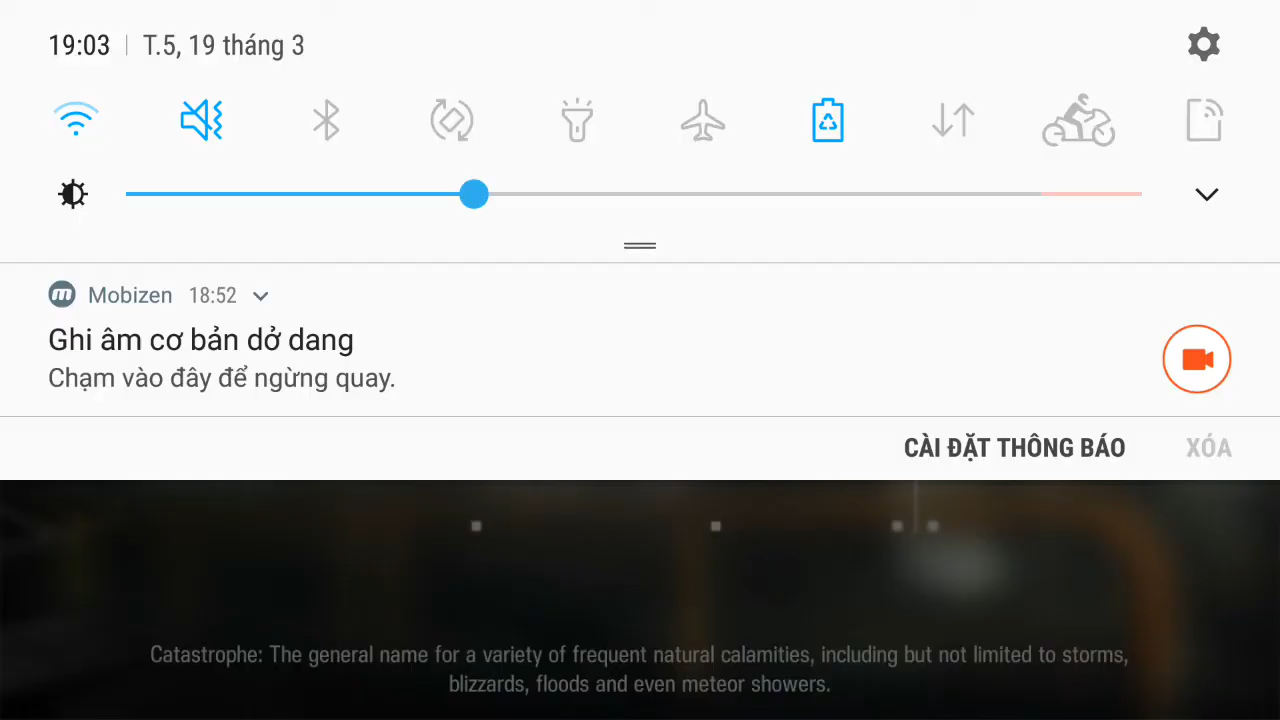 19:03 | T.5, 19 tháng 3
Mobizen 18:52
Ghi âm cơ bản dở dang
Chạm vào đây để ngừng quay.
CÀI ĐẶT THÔNG BÁO XÓA
Catastrophe: The general name for a variety of frequent natural calamities, including but not limited to storms,
blizzards, floods and even meteor showers.